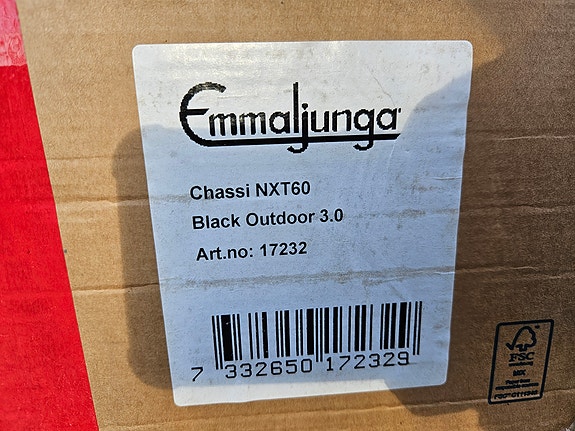 Emmaljunga
Chassi NXT60
Black Outdoor 3.0
Art.no: 17232
7 332650 172329
FSC